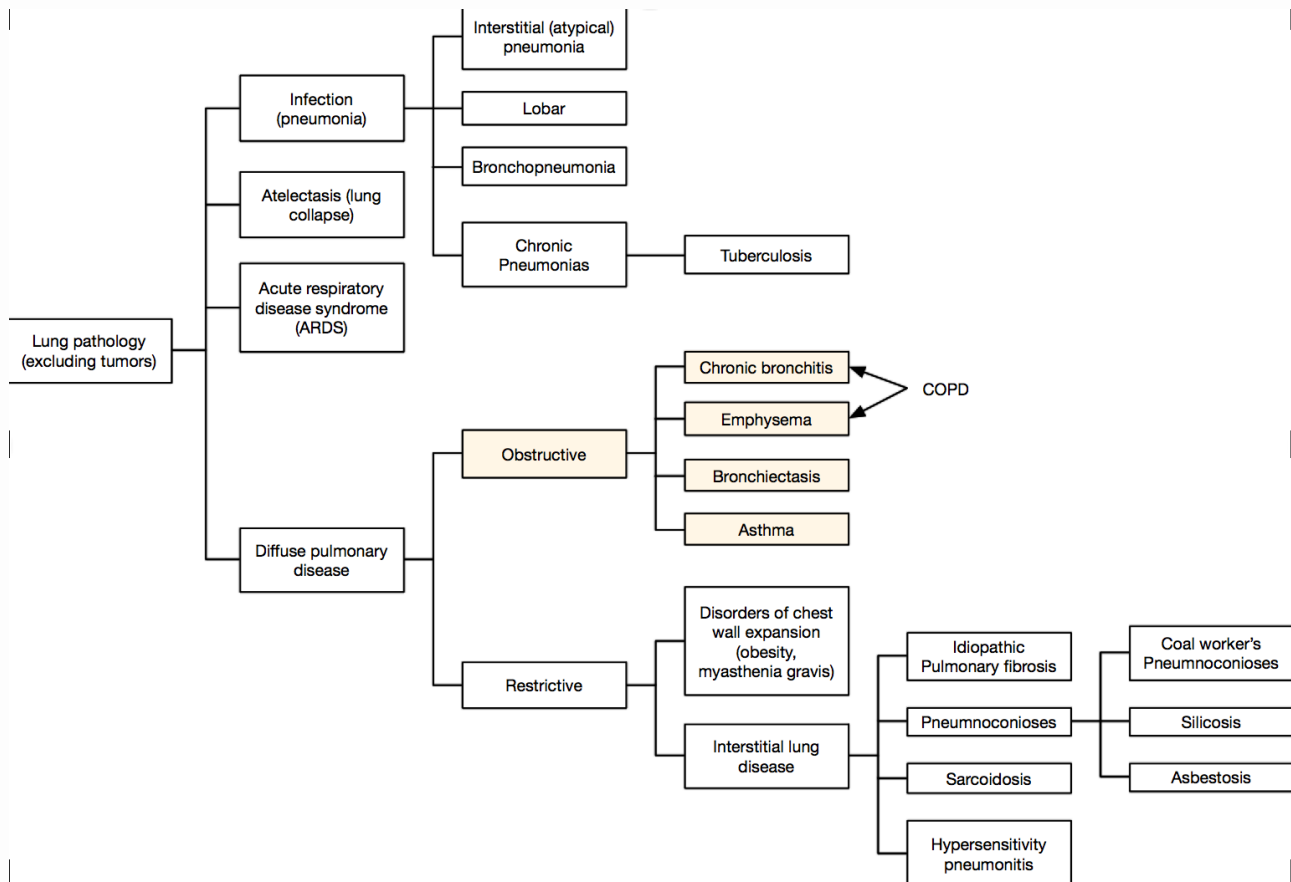 Interstitial (atypical)
pneumonia
Infection
(pneumonia)
Lobar
Bronchopneumonia
Atelectasis (lung
collapse)
Chronic
Pneumonias
Tuberculosis
Acute respiratory
disease syndrome
(ARDS)
Lung pathology
(excluding tumors)
Chronic bronchitis
COPD
Emphysema
Obstructive
Bronchiectasis
Asthma
Diffuse pulmonary
disease
Disorders of chest
wall expansion
(obesity,
myasthenia gravis)
Restrictive
Interstitial lung
disease
Idiopathic
Pulmonary fibrosis
Coal worker's
Pneumnoconioses
Pneumnoconioses
Silicosis
Sarcoidosis
Asbestosis
Hypersensitivity
pneumonitis